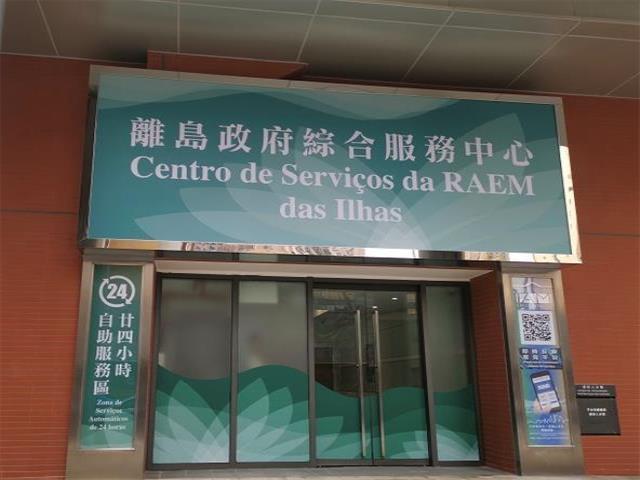 離島政府綜合服務中心
Centro de Serviços da RAEM
das Ilhas
24
廿四小時
自助服務區
Zona de
Serviços
Automáticos
de 24 horas